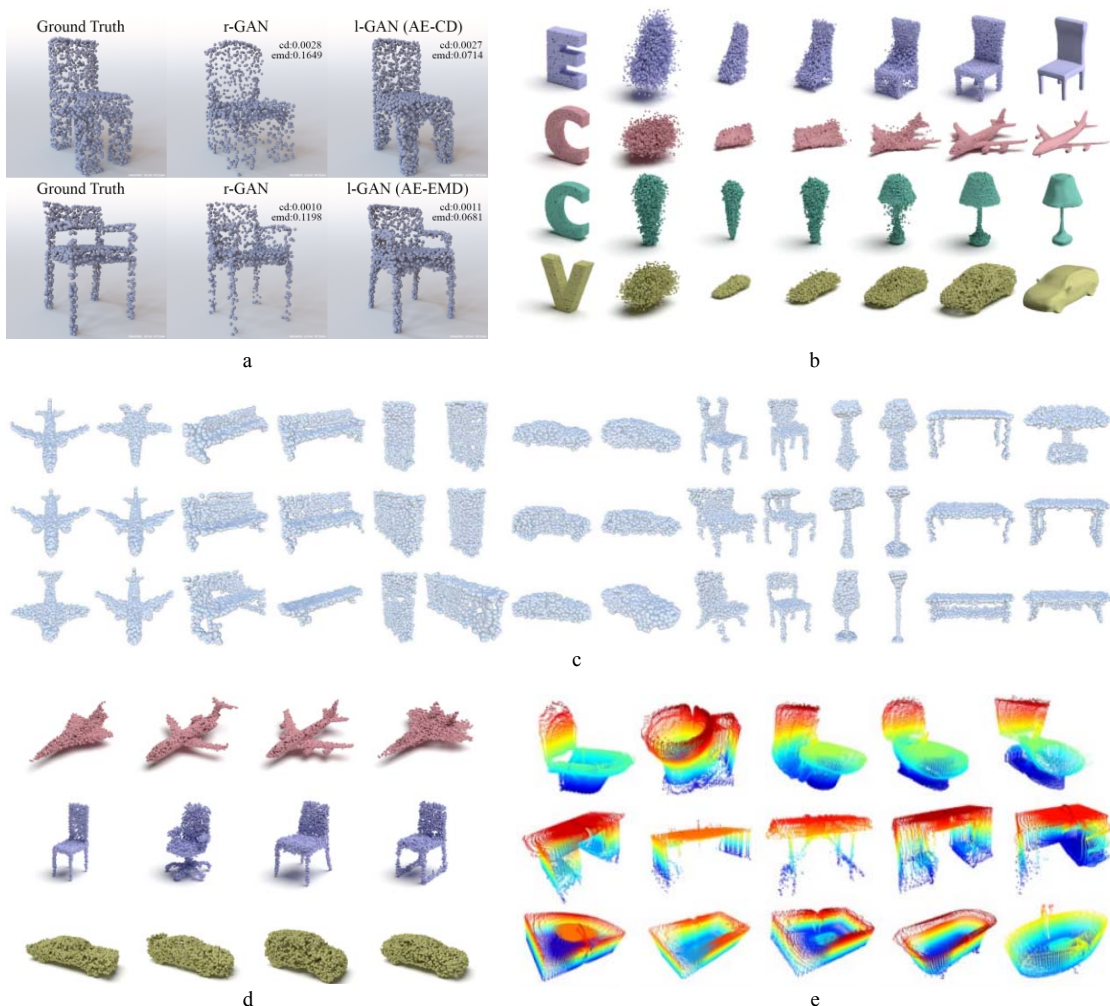 Ground Truth
r-GAN
l-GAN (AE-CD)
cd:0.0028
emd:0.1649
cd:0.0027
emd:0.0714
Ground Truth
r-GAN
l-GAN (AE-EMD)
cd:0.0010
emd:0.1198
cd:0.0011
emd:0.0681
a
E
C
C
V
b
c
d
e